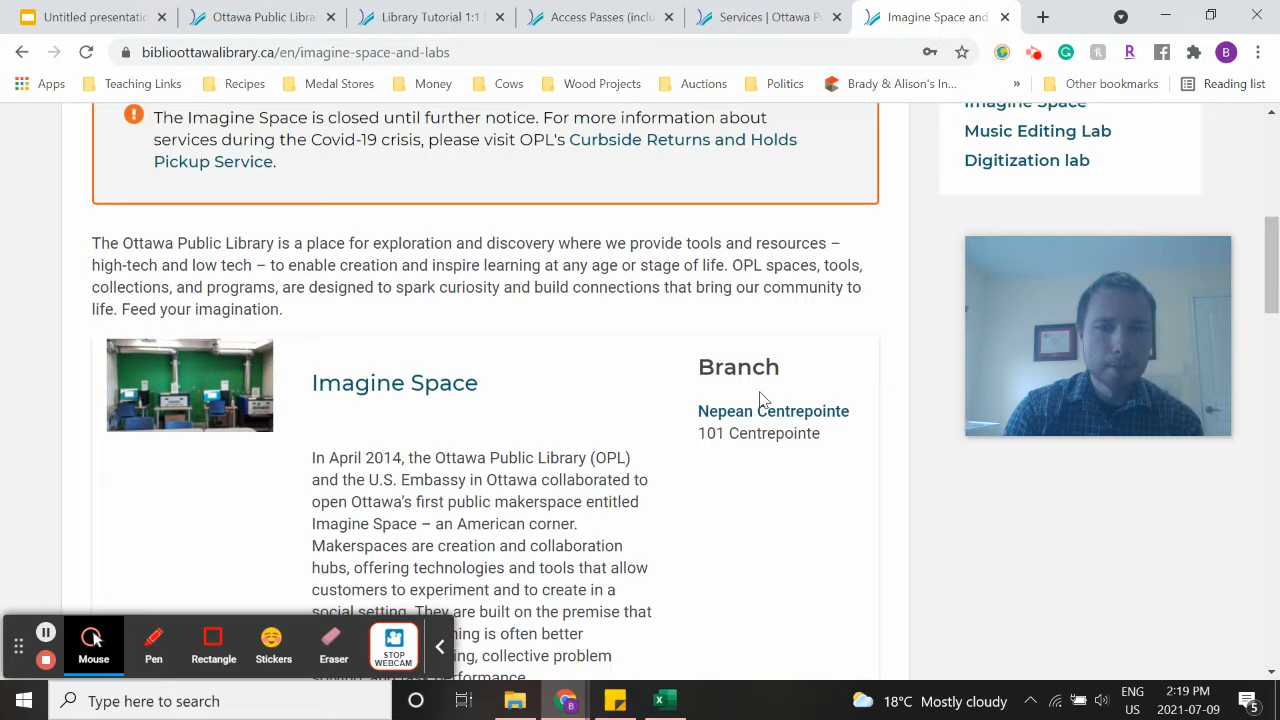 Untitled presentati
Ottawa Public Libra
Library Tutorial 1:1
Access Passes (inclu
Services | Ottawa P
Imagine Space and
biblioottawalibrary.ca/en/imagine-space-and-labs
Apps
Teaching Links
Recipes
Medal Stores
Money
Cows
Wood Projects
Auctions
Politics
Brady & Alison's In...
»
Other bookmarks
Reading list
The Imagine Space is closed until further notice. For more information about
services during the Covid-19 crisis, please visit OPL's Curbside Returns and Holds
Pickup Service.
Imagine Space
Music Editing Lab
Digitization lab
The Ottawa Public Library is a place for exploration and discovery where we provide tools and resources –
high-tech and low tech – to enable creation and inspire learning at any age or stage of life. OPL spaces, tools,
collections, and programs, are designed to spark curiosity and build connections that bring our community to
life. Feed your imagination.
Imagine Space
Branch
Nepean Centrepointe
101 Centrepointe
In April 2014, the Ottawa Public Library (OPL)
and the U.S. Embassy in Ottawa collaborated to
open Ottawa's first public makerspace entitled
Imagine Space – an American corner.
Makerspaces are creation and collaboration
hubs, offering technologies and tools that allow
customers to experiment and to create in a
social setting. They are built on the premise that
ning is often better
ng, collective problem
performance.
Mouse
Pen
Rectangle
Stickers
Eraser
STOP
WEBCAM
Type here to search
18°C Mostly cloudy
ENG
US
2:19 PM
2021-07-09
5